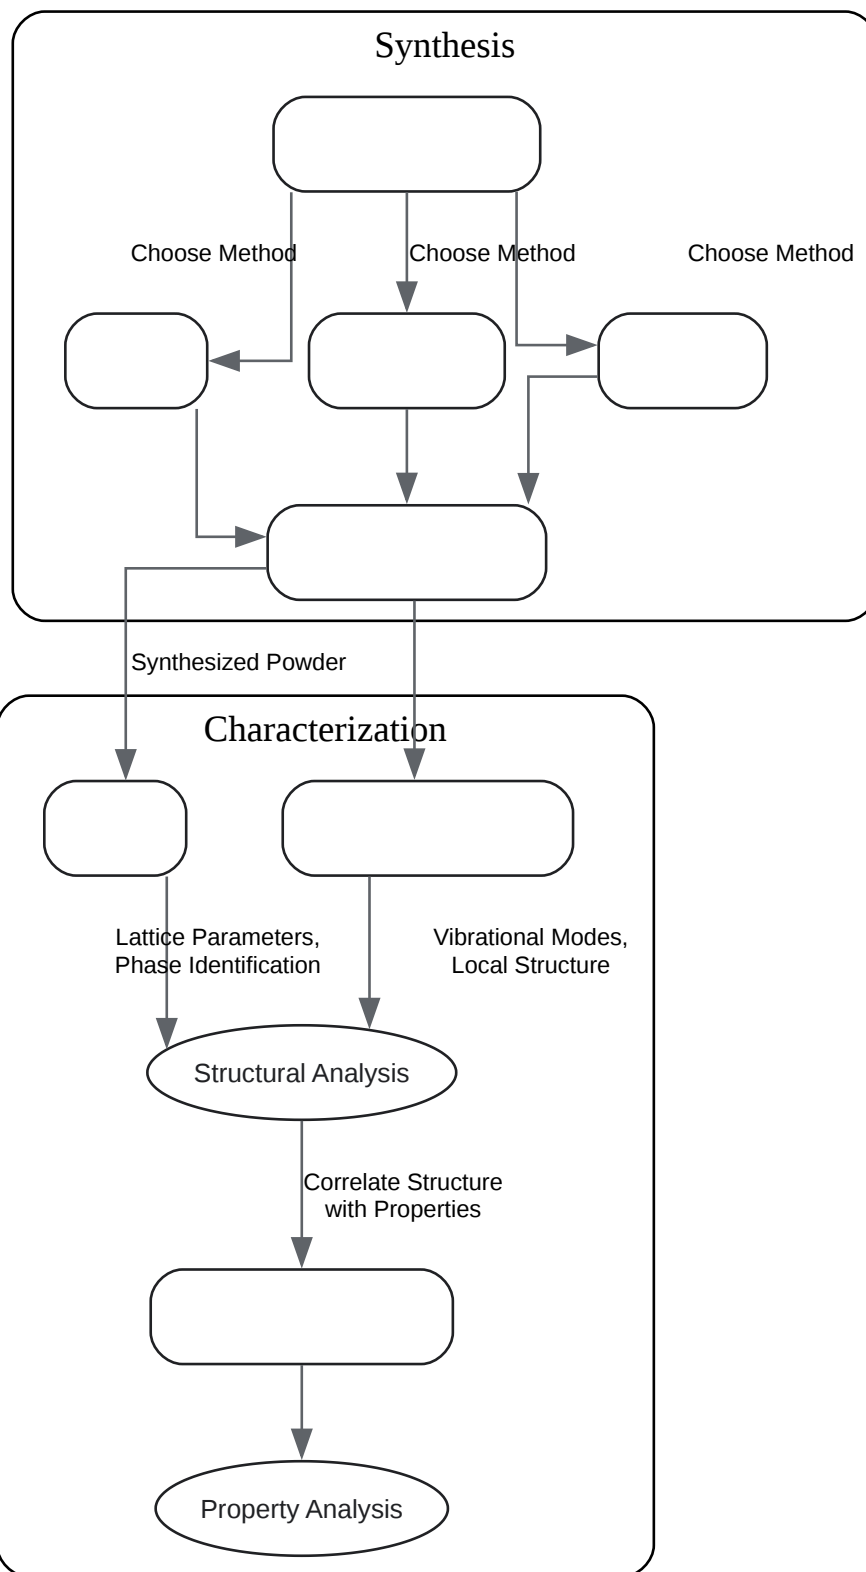 Synthesis
Choose Method
Choose Method
Choose Method
Synthesized Powder
Characterization
Lattice Parameters,
Phase Identification
Vibrational Modes,
Local Structure
Structural Analysis
Correlate Structure
with Properties
Property Analysis